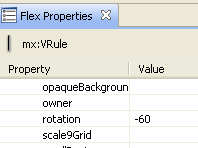 Flex Properties
mx:VRule
Property Value
opaqueBackgroun
owner
rotation -60
scale9Grid